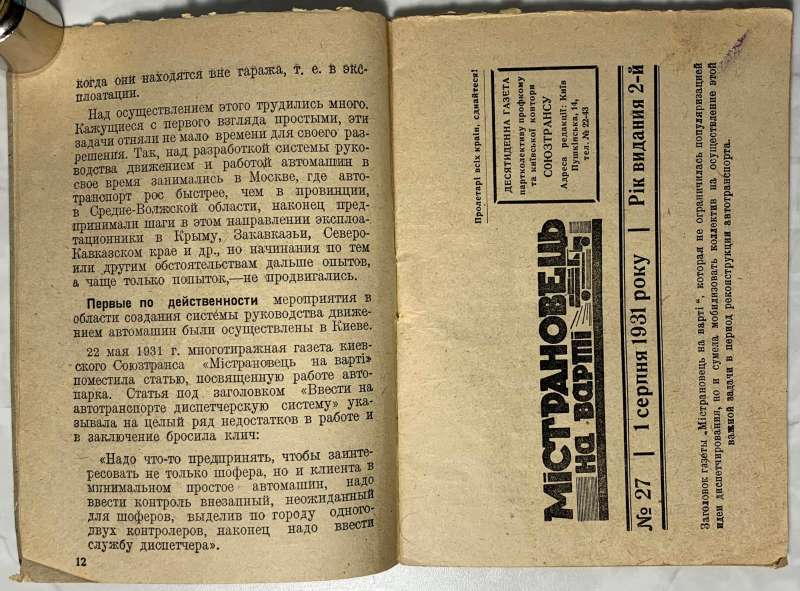 когда они находятся вне гаража, т. е. в экс-
плоатации.
Над осуществлением этого трудились много.
Кажущиеся с первого взгляда простыми, эти
задачи отняли не мало времени для своего раз-
решения. Так, над разработкой системы руко-
водства движением и работой автомашин в
свое время занимались в Москве, где авто-
транспорт рос быстрее, чем в провинции,
в Средне-Волжской области, наконец пред-
принимали шаги в этом направлении эксплоа-
тационники в Крыму, Закавказьи, Северо-
Кавказском крае и др., но начинания по тем
или другим обстоятельствам дальше опытов,
а чаще только попыток,—не продвигались.
Первые по действенности мероприятия в
области создания системы руководства движе-
нием автомашин были осуществлены в Киеве.
22 мая 1931 г. многотиражная газета киев-
ского Союзтранса «Містрановець на варті»
поместила статью, посвященную работе авто-
парка. Статья под заголовком «Ввести на
автотранспорте диспетчерскую систему» ука-
зывала на целый ряд недостатков в работе и
в заключение бросила клич:
«Надо что-то предпринять, чтобы заинте-
ресовать не только шофера, но и клиента в
минимальном простое автомашин, надо
ввести контроль внезапный, неожиданный
для шоферов, выделив по городу одного-
двух контролеров, наконец надо ввести
службу диспетчера».
12
Пролетарі всіх країн, єднайтеся!
МІСТРАНОВЕЦЬ
на варті
ДЕСЯТИДЕННА ГАЗЕТА
партколективу профкому
та київської контори
СОЮЗТРАНСУ
Адреса редакції: Київ
Пушкінська, 14,
тел. № 22-43
№ 27 | 1 серпня 1931 року | Рік видання 2-й
Заголовок газеты „Містрановець на варті“, которая не ограничилась популяризацией
идеи диспетчирования, но и сумела мобилизовать коллектив на осуществление этой
важной задачи в период реконструкции автотранспорта.